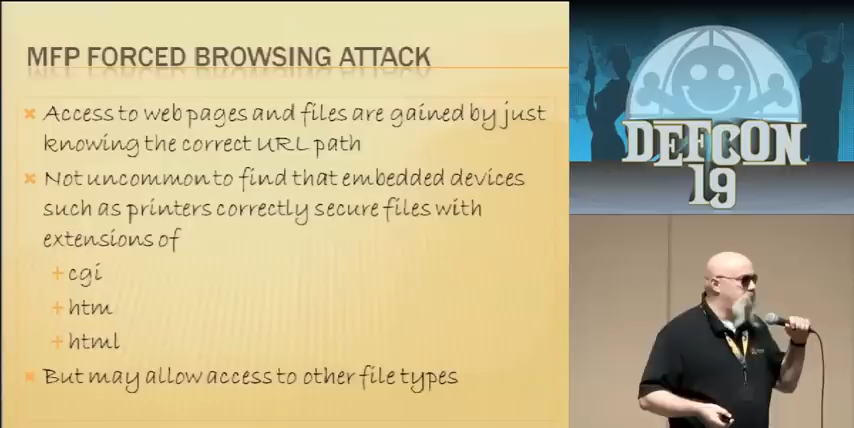 MFP FORCED BROWSING ATTACK
Access to web pages and files are gained by just
knowing the correct URL path
Not uncommon to find that embedded devices
such as printers correctly secure files with
extensions of
cgi
htm
html
But may allow access to other file types
DEFCON
19